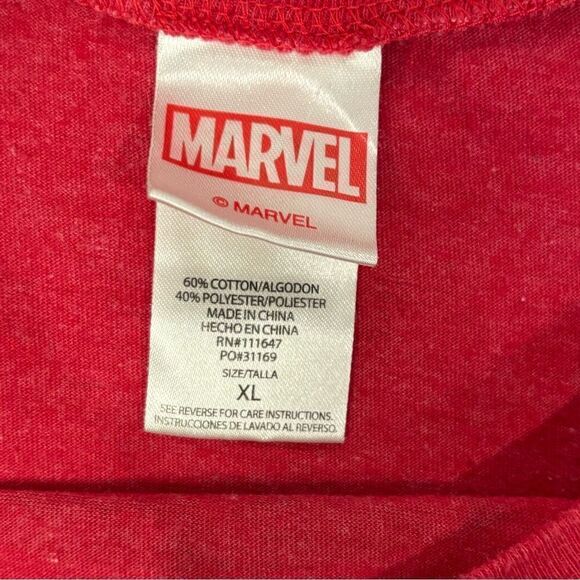 MARVEL
© MARVEL
60% COTTON/ALGODON
40% POLYESTER/POLIESTER
MADE IN CHINA
HECHO EN CHINA
RN#111647
PO#31169
SIZE/TALLA
XL
SEE REVERSE FOR CARE INSTRUCTIONS.
INSTRUCCIONES DE LAVADO AL REVERSO.